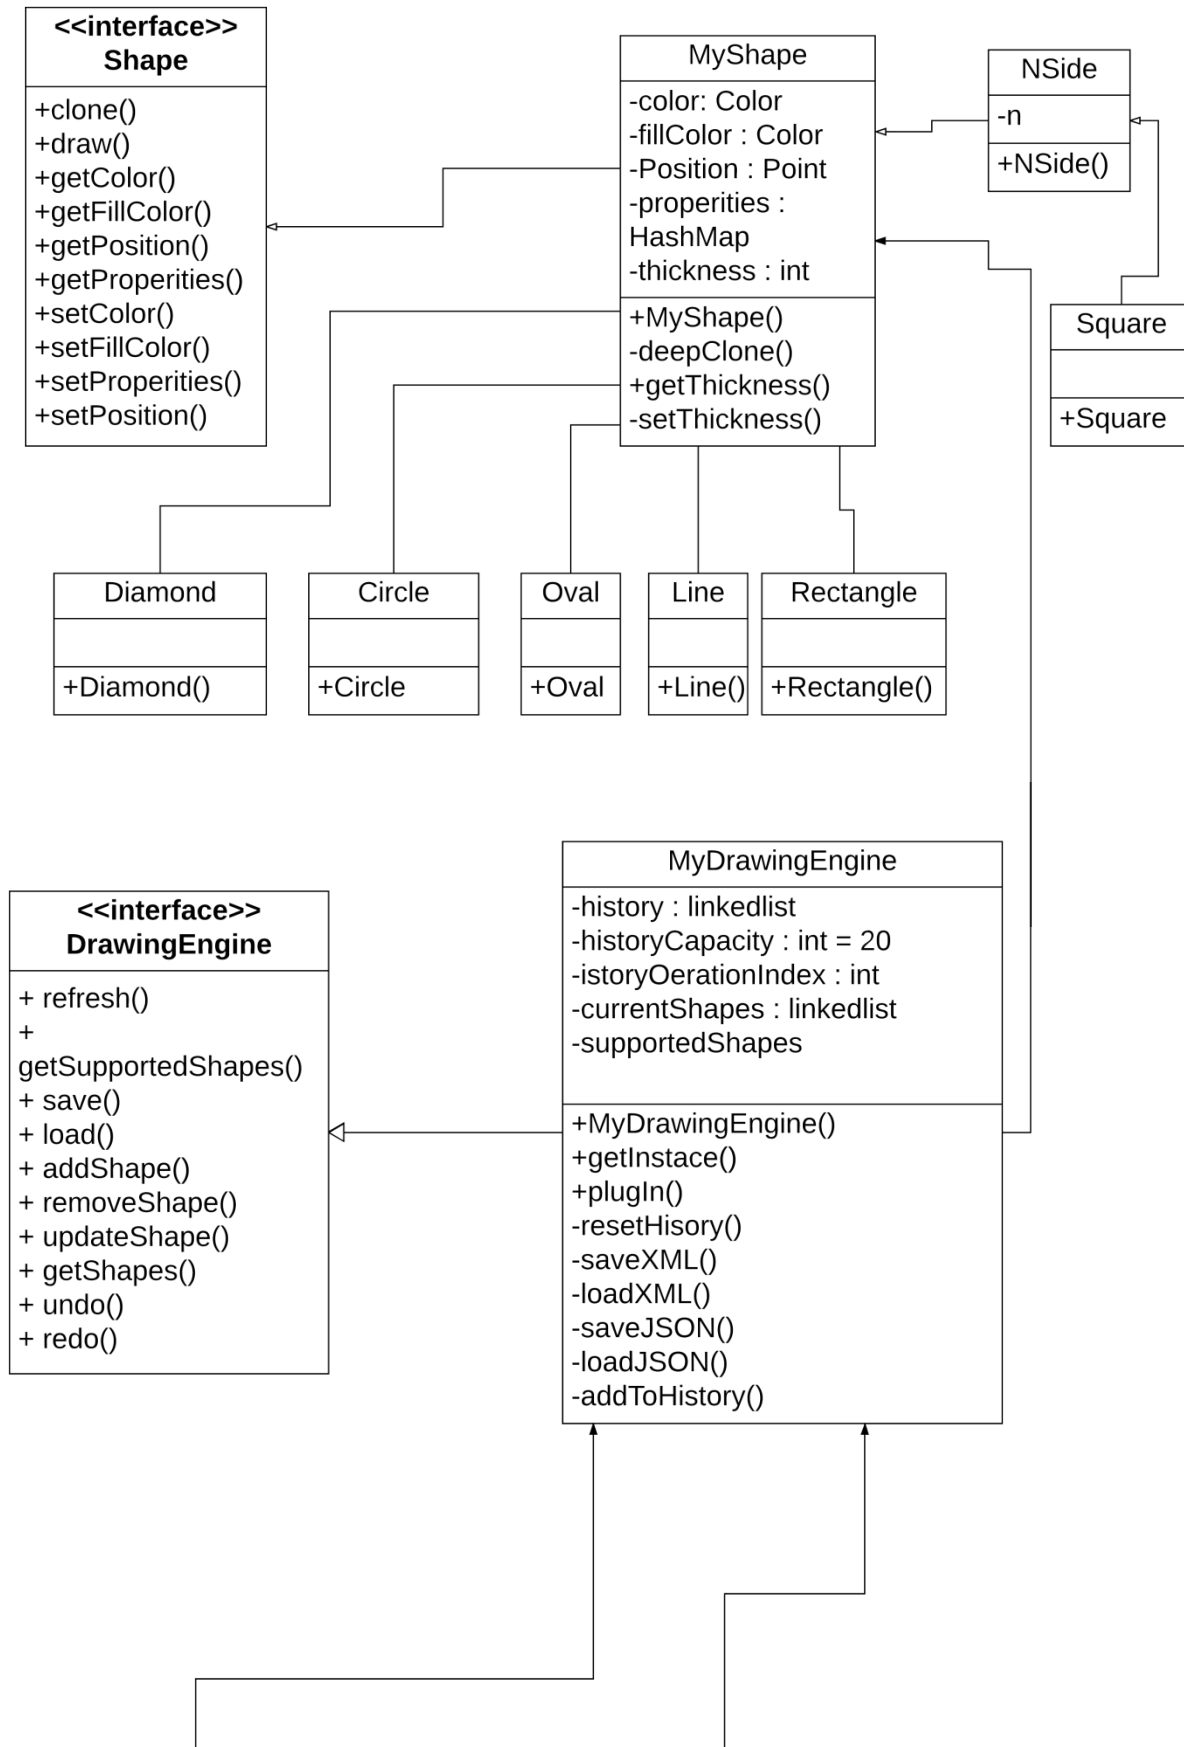 <<interface>>
Shape
+clone()
+draw()
+getColor()
+getFillColor()
+getPosition()
+getProperities()
+setColor()
+setFillColor()
+setProperities()
+setPosition()
MyShape
-color: Color
-fillColor : Color
-Position : Point
-properities :
HashMap
-thickness : int
+MyShape()
-deepClone()
+getThickness()
-setThickness()
NSide
-n
+NSide()
Square
+Square
Diamond
+Diamond()
Circle
+Circle
Oval
+Oval
Line
+Line()
Rectangle
+Rectangle()
<<interface>>
DrawingEngine
+ refresh()
+
getSupportedShapes()
+ save()
+ load()
+ addShape()
+ removeShape()
+ updateShape()
+ getShapes()
+ undo()
+ redo()
MyDrawingEngine
-history : linkedlist
-historyCapacity : int = 20
-istoryOerationIndex : int
-currentShapes : linkedlist
-supportedShapes
+MyDrawingEngine()
+getInstace()
+plugIn()
-resetHisory()
-saveXML()
-loadXML()
-saveJSON()
-loadJSON()
-addToHistory()